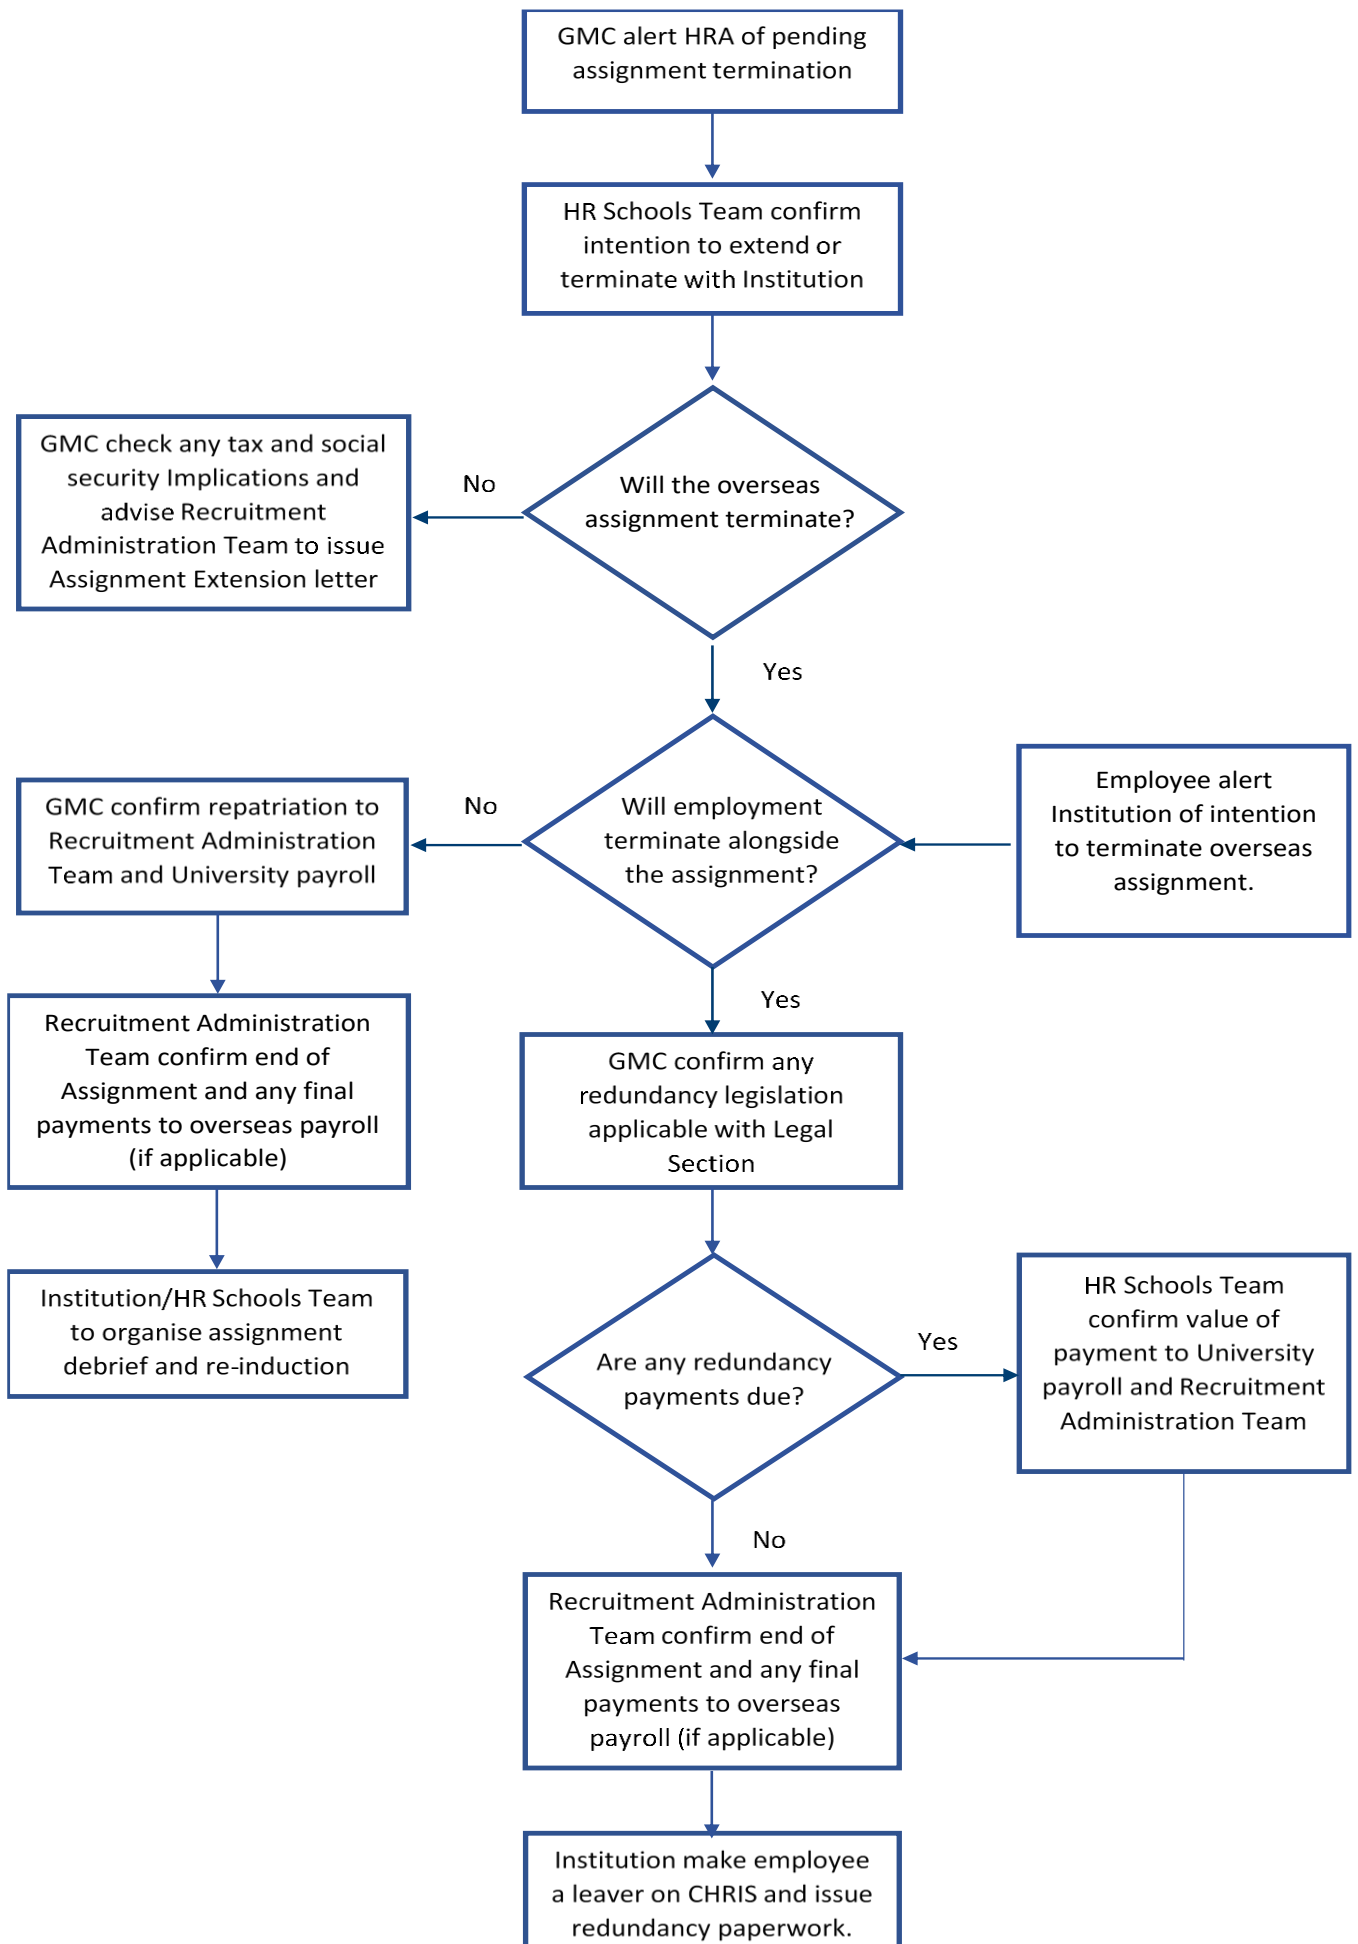 GMC alert HRA of pending
assignment termination
HR Schools Team confirm
intention to extend or
terminate with Institution
GMC check any tax and social
security Implications and
advise Recruitment
Administration Team to issue
Assignment Extension letter
No
Will the overseas
assignment terminate?
Yes
GMC confirm repatriation to
Recruitment Administration
Team and University payroll
No
Will employment
terminate alongside
the assignment?
Employee alert
Institution of intention
to terminate overseas
assignment.
Yes
Recruitment Administration
Team confirm end of
Assignment and any final
payments to overseas payroll
(if applicable)
GMC confirm any
redundancy legislation
applicable with Legal
Section
Institution/HR Schools Team
to organise assignment
debrief and re-induction
Are any redundancy
payments due?
Yes
HR Schools Team
confirm value of
payment to University
payroll and Recruitment
Administration Team
No
Recruitment Administration
Team confirm end of
Assignment and any final
payments to overseas
payroll (if applicable)
Institution make employee
a leaver on CHRIS and issue
redundancy paperwork.